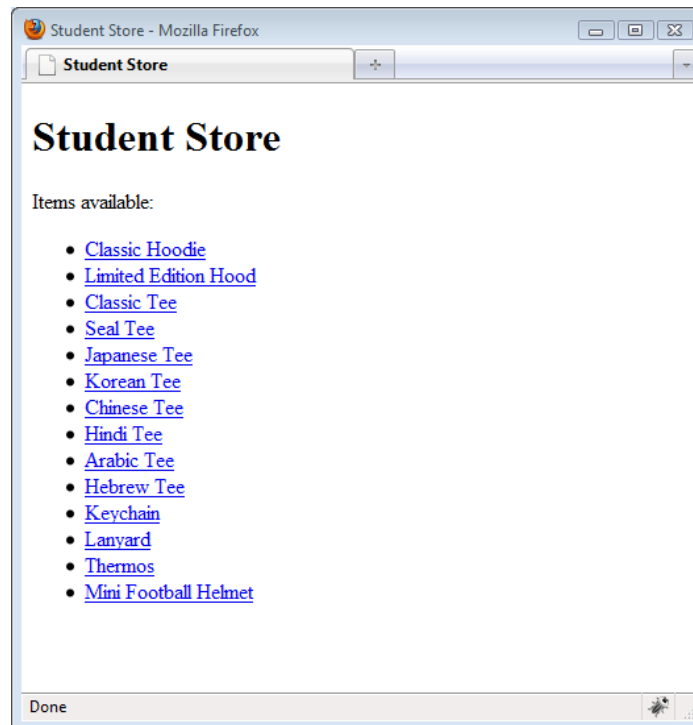 Student Store - Mozilla Firefox
Student Store
Student Store
Items available:
Classic Hoodie
Limited Edition Hood
Classic Tee
Seal Tee
Japanese Tee
Korean Tee
Chinese Tee
Hindi Tee
Arabic Tee
Hebrew Tee
Keychain
Lanyard
Thermos
Mini Football Helmet
Done